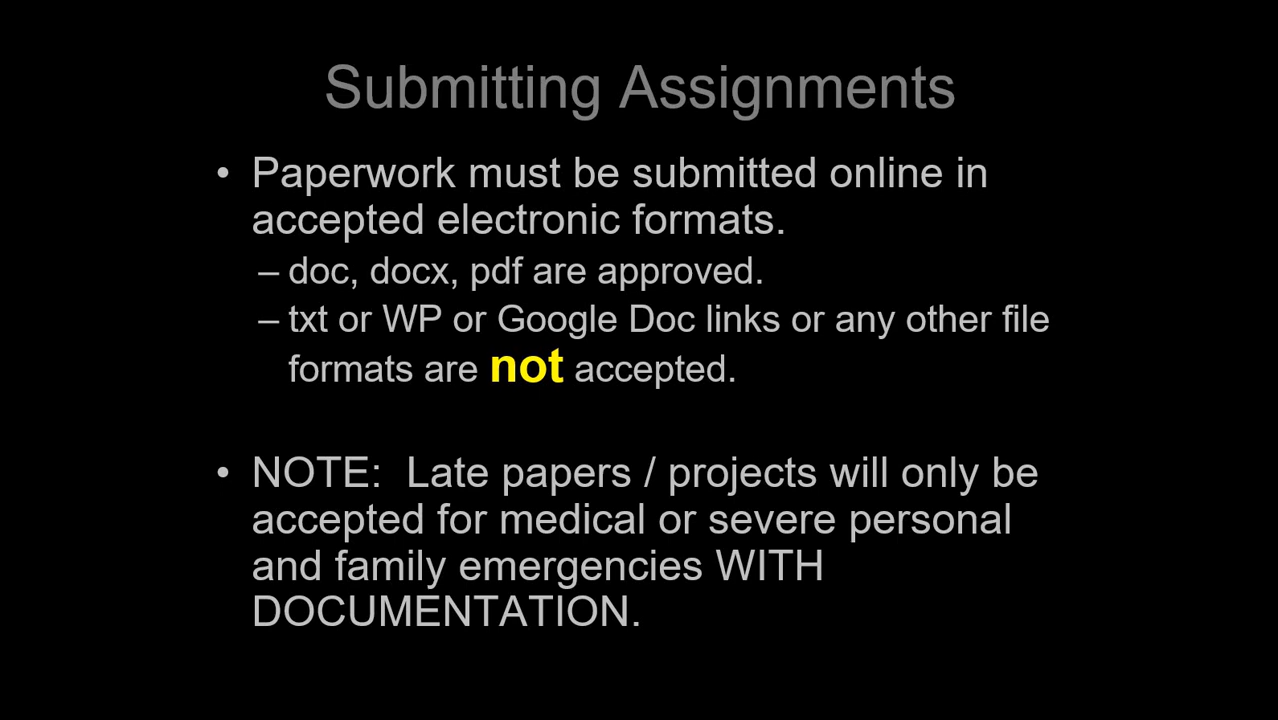 Submitting Assignments
• Paperwork must be submitted online in
accepted electronic formats.
– doc, docx, pdf are approved.
– txt or WP or Google Doc links or any other file
formats are not accepted.
• NOTE:  Late papers / projects will only be
accepted for medical or severe personal
and family emergencies WITH
DOCUMENTATION.